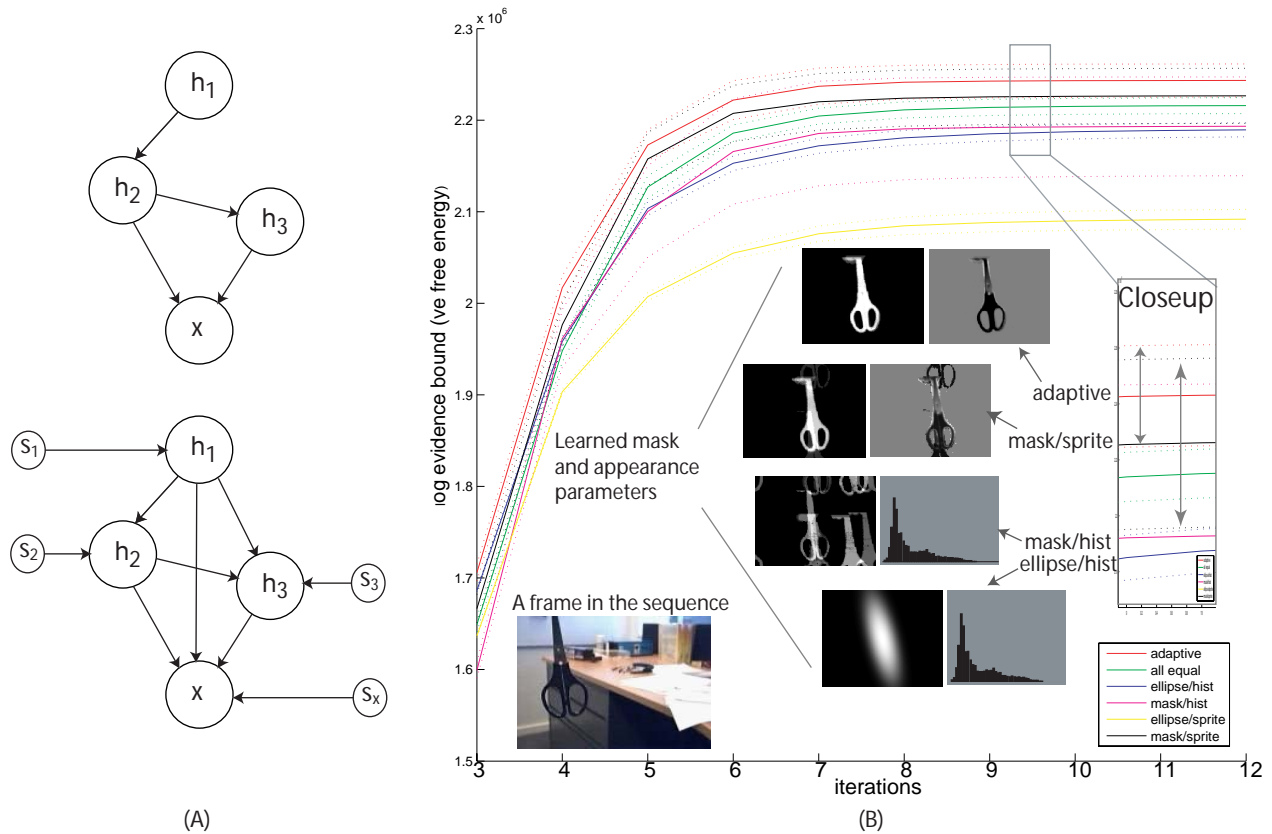 h1
h2
h3
x
S1
h1
S2
h2
h3
S3
x
Sx
(A)
x 10^6
2.3
2.2
2.1
2
1.9
1.8
1.7
1.6
1.5
log evidence bound (ve free energy)
3 4 5 6 7 8 9 10 11 12
iterations
Learned mask
and appearance
parameters
A frame in the sequence
adaptive
mask/sprite
mask/hist
ellipse/hist
Closeup
adaptive
all equal
ellipse/hist
mask/hist
ellipse/sprite
mask/sprite
(B)